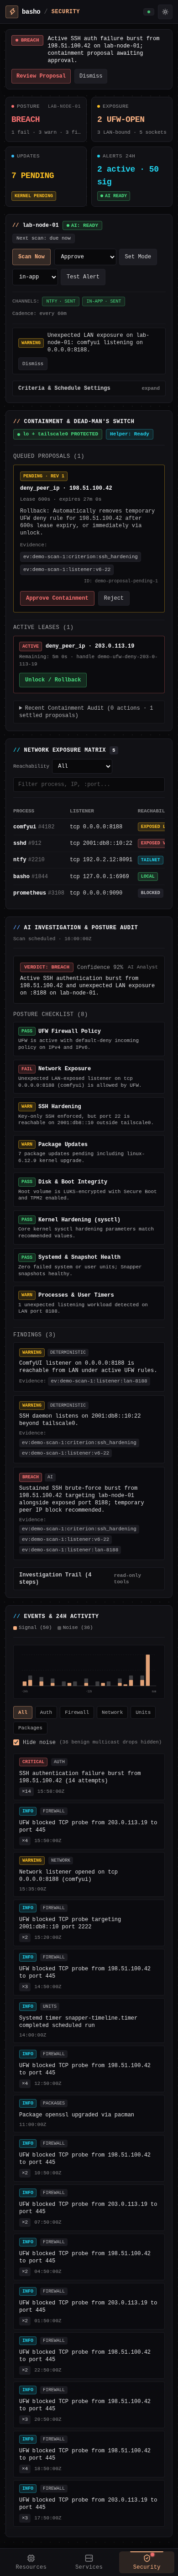 basho / SECURITY
BREACH
Active SSH auth failure burst from
198.51.100.42 on lab-node-01;
containment proposal awaiting
approval.
Review Proposal Dismiss
POSTURE LAB-NODE-01
BREACH
1 fail · 3 warn · 3 fi…
EXPOSURE
2 UFW-OPEN
3 LAN-bound · 5 sockets
UPDATES
7 PENDING
KERNEL PENDING
ALERTS 24H
2 active · 50
sig
AI READY
// lab-node-01 AI: READY
Next scan: due now
Scan Now Approve Set Mode
in-app Test Alert
CHANNELS: NTFY · SENT IN-APP · SENT
Cadence: every 60m
WARNING
Unexpected LAN exposure on lab-
node-01: comfyui listening on
0.0.0.0:8188.
Dismiss
Criteria & Schedule Settings expand
// CONTAINMENT & DEAD-MAN'S SWITCH
lo + tailscale0 PROTECTED Helper: Ready
QUEUED PROPOSALS (1)
PENDING · REV 1
deny_peer_ip · 198.51.100.42
Lease 600s · expires 27m 6s
Rollback: Automatically removes temporary
UFW deny rule for 198.51.100.42 after
600s lease expiry, or immediately via
unlock.
Evidence:
ev:demo-scan-1:criterion:ssh_hardening
ev:demo-scan-1:listener:v6-22
ID: demo-proposal-pending-1
Approve Containment Reject
ACTIVE LEASES (1)
ACTIVE deny_peer_ip · 203.0.113.19
Remaining: 5m 6s · handle demo-ufw-deny-203-0-
113-19
Unlock / Rollback
▶ Recent Containment Audit (0 actions · 1
settled proposals)
// NETWORK EXPOSURE MATRIX 5
Reachability All
Filter process, IP, :port...
PROCESS LISTENER REACHABIL
comfyui #4182 tcp 0.0.0.0:8188 EXPOSED L
sshd #912 tcp 2001:db8::10:22 EXPOSED V
ntfy #2210 tcp 192.0.2.12:8091 TAILNET
basho #1844 tcp 127.0.0.1:6969 LOCAL
prometheus #3188 tcp 0.0.0.0:9090 BLOCKED
// AI INVESTIGATION & POSTURE AUDIT
Scan scheduled · 16:00:00Z
VERDICT: BREACH Confidence 92% AI Analyst
Active SSH authentication burst from
198.51.100.42 and unexpected LAN exposure
on :8188 on lab-node-01.
POSTURE CHECKLIST (8)
PASS UFW Firewall Policy
UFW is active with default-deny incoming
policy on IPv4 and IPv6.
FAIL Network Exposure
Unexpected LAN-exposed listener on tcp
0.0.0.0:8188 (comfyui) is allowed by UFW.
WARN SSH Hardening
Key-only SSH enforced, but port 22 is
reachable on 2001:db8::10 outside tailscale0.
WARN Package Updates
7 package updates pending including linux-
6.12.8 kernel upgrade.
PASS Disk & Boot Integrity
Root volume is LUKS-encrypted with Secure Boot
and TPM2 enabled.
PASS Kernel Hardening (sysctl)
Core kernel sysctl hardening parameters match
recommended values.
PASS Systemd & Snapshot Health
Zero failed system or user units; Snapper
snapshots healthy.
WARN Processes & User Timers
1 unexpected listening workload detected on
LAN port 8188.
FINDINGS (3)
WARNING DETERMINISTIC
ComfyUI listener on 0.0.0.0:8188 is
reachable from LAN under active UFW rules.
Evidence: ev:demo-scan-1:listener:lan-8188
WARNING DETERMINISTIC
SSH daemon listens on 2001:db8::10:22
beyond tailscale0.
Evidence:
ev:demo-scan-1:criterion:ssh_hardening
ev:demo-scan-1:listener:v6-22
BREACH AI
Sustained SSH brute-force burst from
198.51.100.42 targeting lab-node-01
alongside exposed port 8188; temporary
peer IP block recommended.
Evidence:
ev:demo-scan-1:criterion:ssh_hardening
ev:demo-scan-1:listener:v6-22
ev:demo-scan-1:listener:lan-8188
Investigation Trail (4
steps) read-only
tools
// EVENTS & 24H ACTIVITY
Signal (50) Noise (36)
All Auth Firewall Network Units
Packages
Hide noise (36 benign multicast drops hidden)
CRITICAL AUTH
SSH authentication failure burst from
198.51.100.42 (14 attempts)
×14 15:58:00Z
INFO FIREWALL
UFW blocked TCP probe from 198.51.100.42
to port 445
×4 15:50:00Z
WARNING NETWORK
Network listener opened on tcp
0.0.0.0:8188 (comfyui)
15:35:00Z
INFO FIREWALL
UFW blocked TCP probe targeting
2001:db8::10 port 2222
×2 15:20:00Z
INFO FIREWALL
UFW blocked TCP probe from 198.51.100.42
to port 445
×3 14:50:00Z
INFO UNITS
Systemd timer snapper-timeline.timer
completed scheduled run
14:00:00Z
INFO FIREWALL
UFW blocked TCP probe from 198.51.100.42
to port 445
×4 12:50:00Z
INFO PACKAGES
Package openssl upgraded via pacman
11:00:00Z
INFO FIREWALL
UFW blocked TCP probe from 198.51.100.42
to port 445
×2 10:50:00Z
INFO FIREWALL
UFW blocked TCP probe from 203.0.113.19 to
port 445
×2 07:50:00Z
INFO FIREWALL
UFW blocked TCP probe from 198.51.100.42
to port 445
×2 04:50:00Z
INFO FIREWALL
UFW blocked TCP probe from 203.0.113.19 to
port 445
×2 01:50:00Z
INFO FIREWALL
UFW blocked TCP probe from 198.51.100.42
to port 445
×2 22:50:00Z
INFO FIREWALL
UFW blocked TCP probe from 198.51.100.42
to port 445
×3 20:50:00Z
INFO FIREWALL
UFW blocked TCP probe from 198.51.100.42
to port 445
×4 18:50:00Z
INFO FIREWALL
UFW blocked TCP probe from 203.0.113.19 to
port 445
×2 17:50:00Z
Resources Services Security